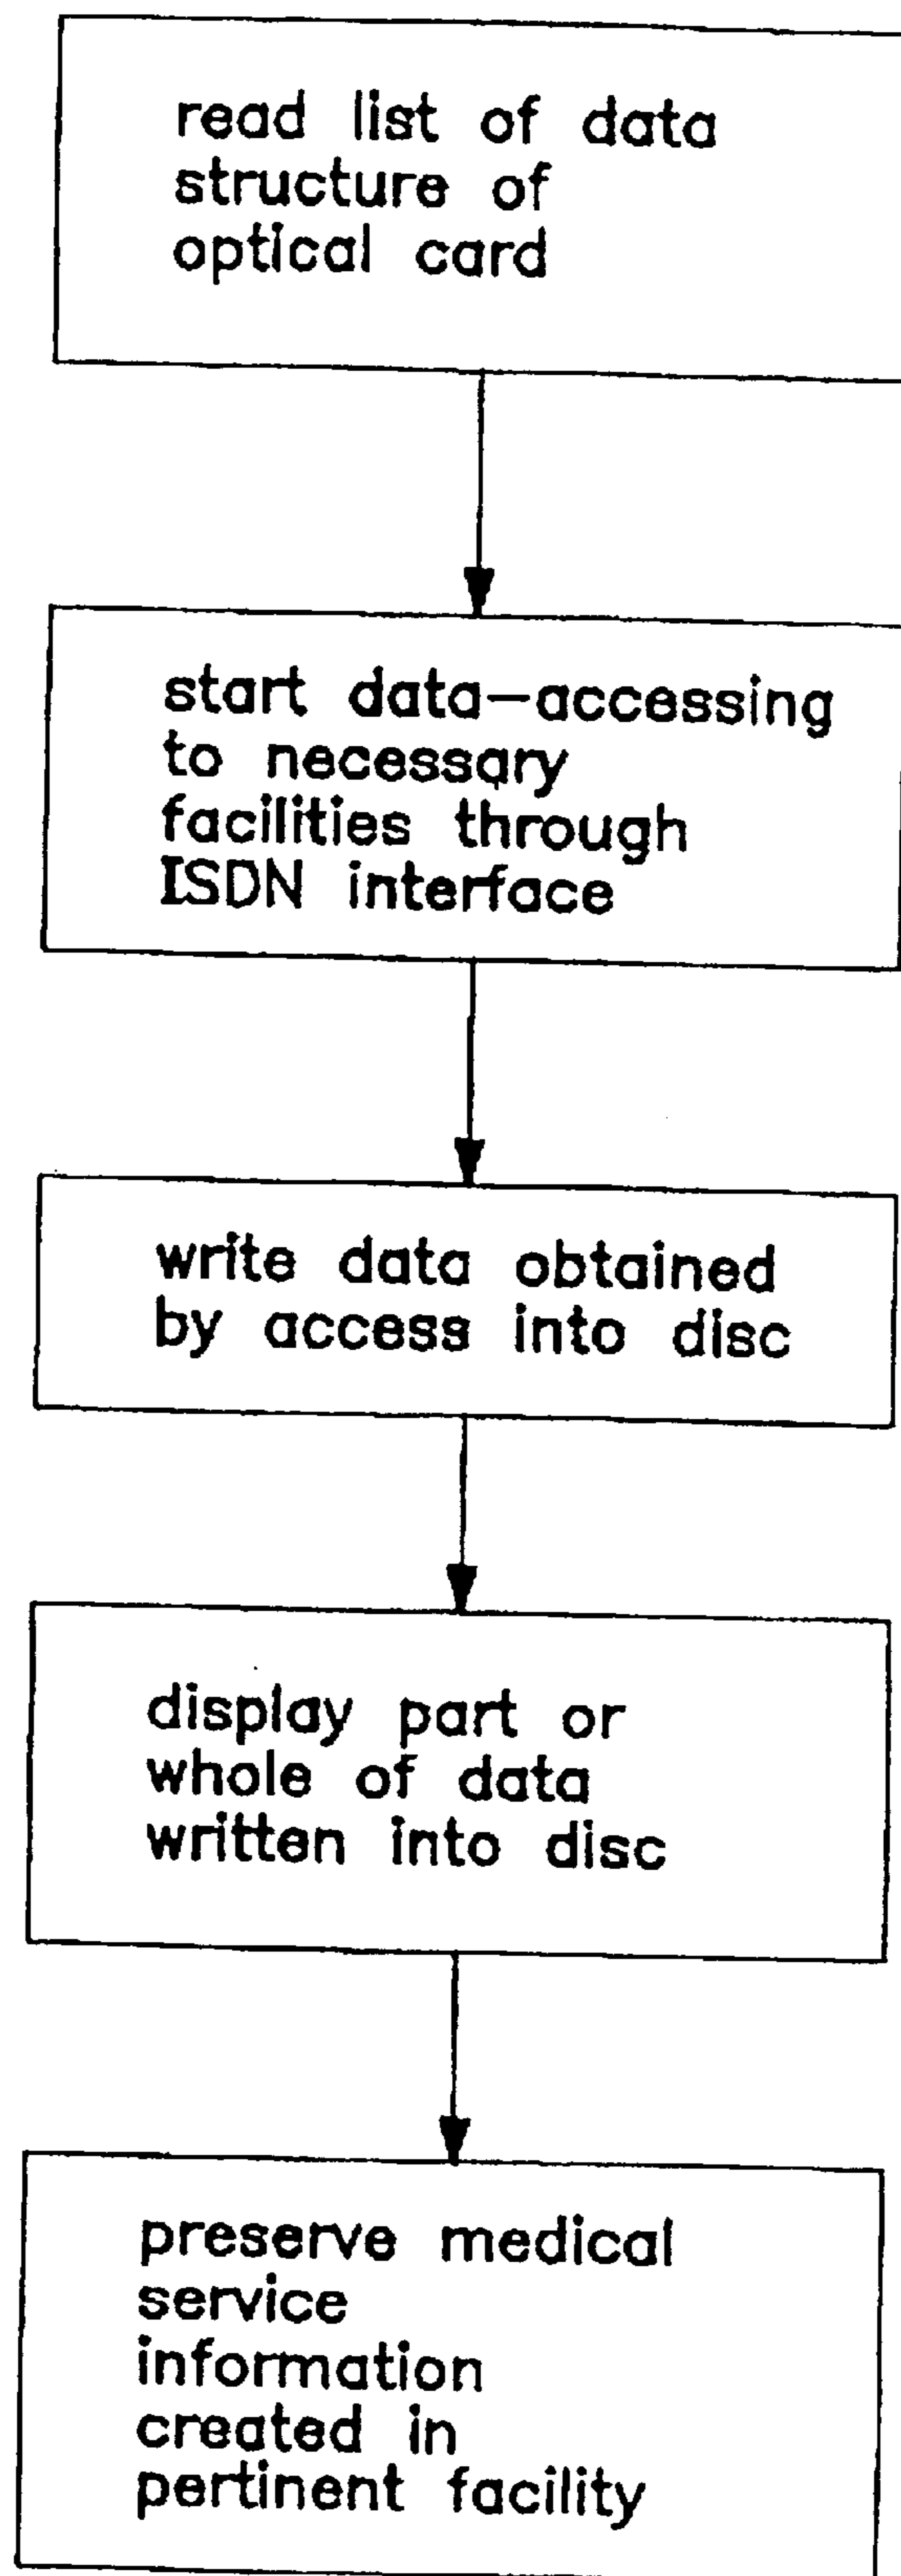 read list of data
structure of
optical card
start data-accessing
to necessary
facilities through
ISDN interface
write data obtained
by access into disc
display part or
whole of data
written into disc
preserve medical
service
information
created in
pertinent facility